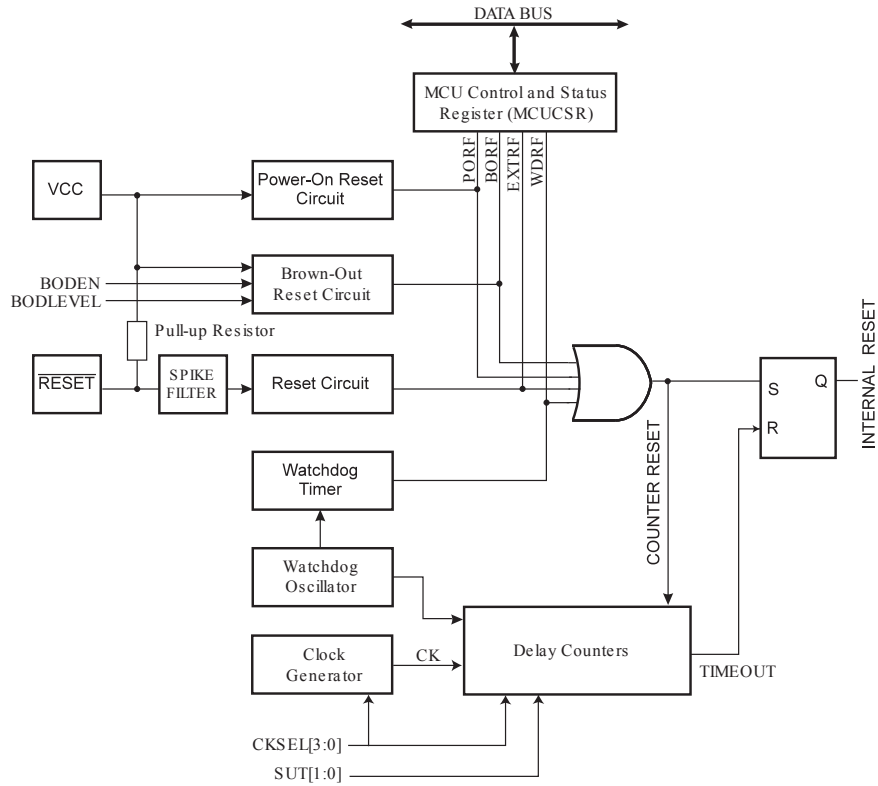 DATA BUS
MCU Control and Status
Register (MCUCSR)
PORF
BORF
EXTRF
WDRF
VCC
Power-On Reset
Circuit
BODEN
BODLEVEL
Brown-Out
Reset Circuit
Pull-up Resistor
RESET
SPIKE
FILTER
Reset Circuit
S
Q
R
INTERNAL RESET
COUNTER RESET
Watchdog
Timer
Watchdog
Oscillator
Clock
Generator
CK
Delay Counters
TIMEOUT
CKSEL[3:0]
SUT[1:0]